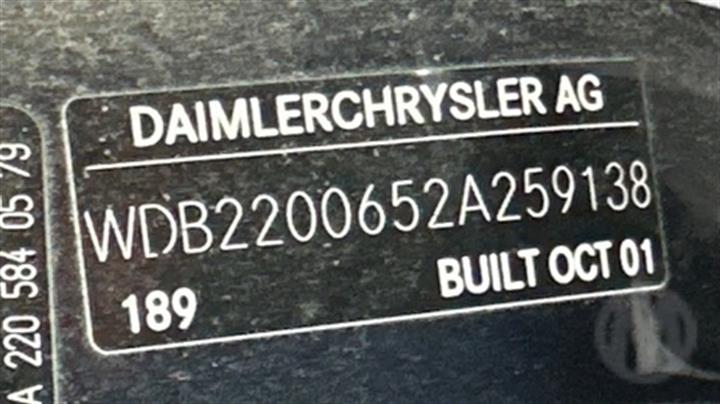 DAIMLERCHRYSLER AG
WDB2200652A259138
189 BUILT OCT 01
A 220 584 05 79